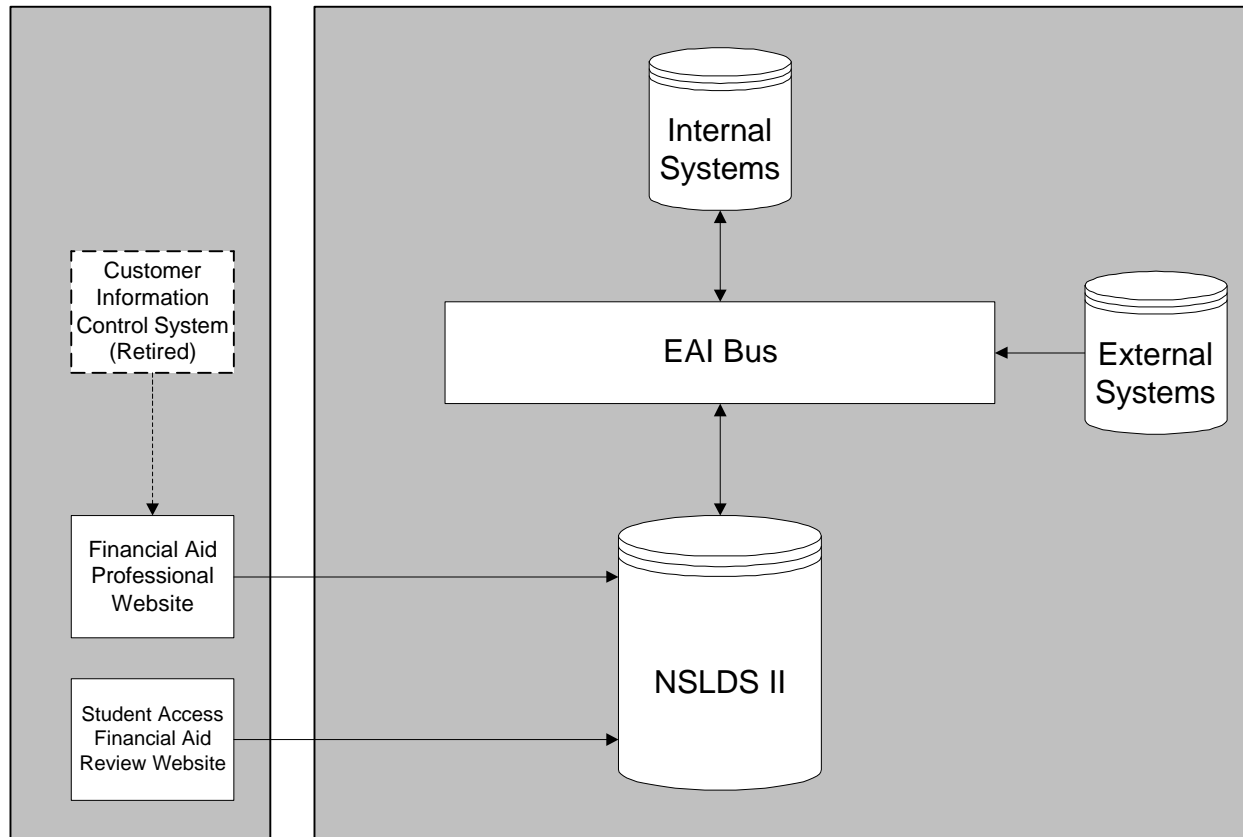 Internal
Systems
Customer
Information
Control System
(Retired)
EAI Bus
External
Systems
Financial Aid
Professional
Website
NSLDS II
Student Access
Financial Aid
Review Website